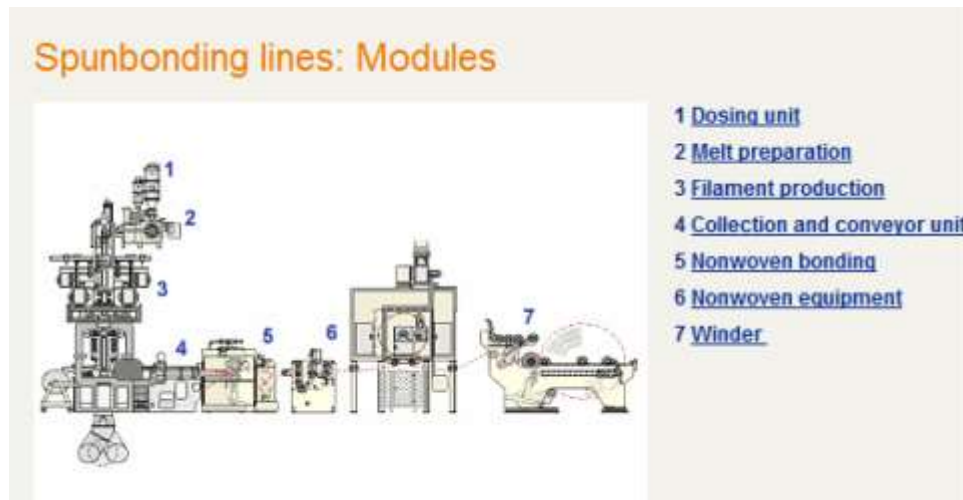 Spunbonding lines: Modules
1 Dosing unit
2 Melt preparation
3 Filament production
4 Collection and conveyor unit
5 Nonwoven bonding
6 Nonwoven equipment
7 Winder
1
2
3
4
5
6
7